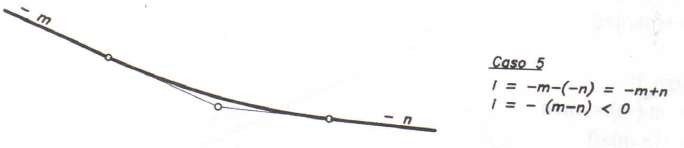 - m
- n
Caso 5
i = -m-(-n) = -m+n
i = - (m-n) < 0